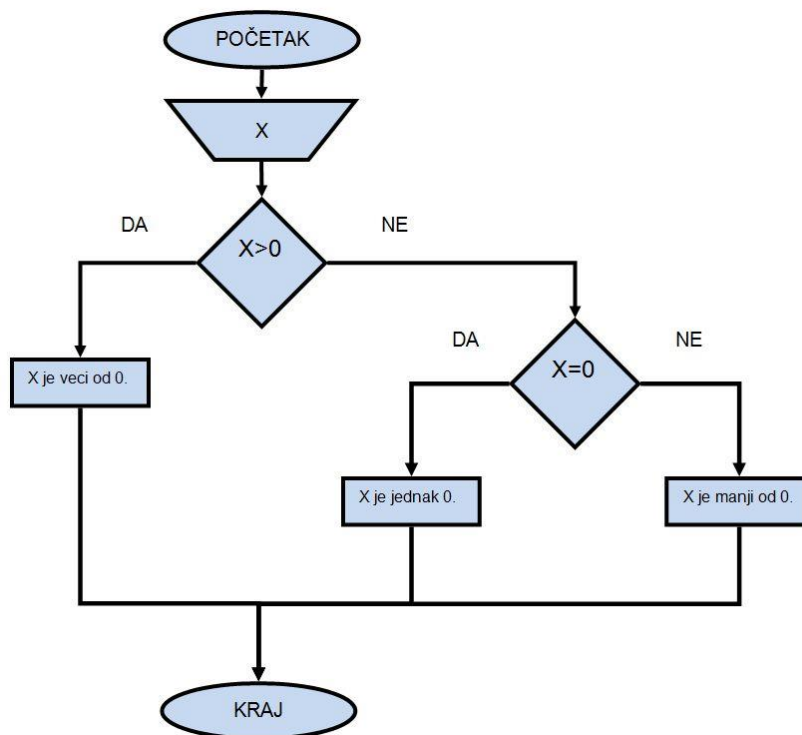 POČETAK
X
DA
NE
X>0
DA
NE
X=0
X je veci od 0.
X je jednak 0.
X je manji od 0.
KRAJ